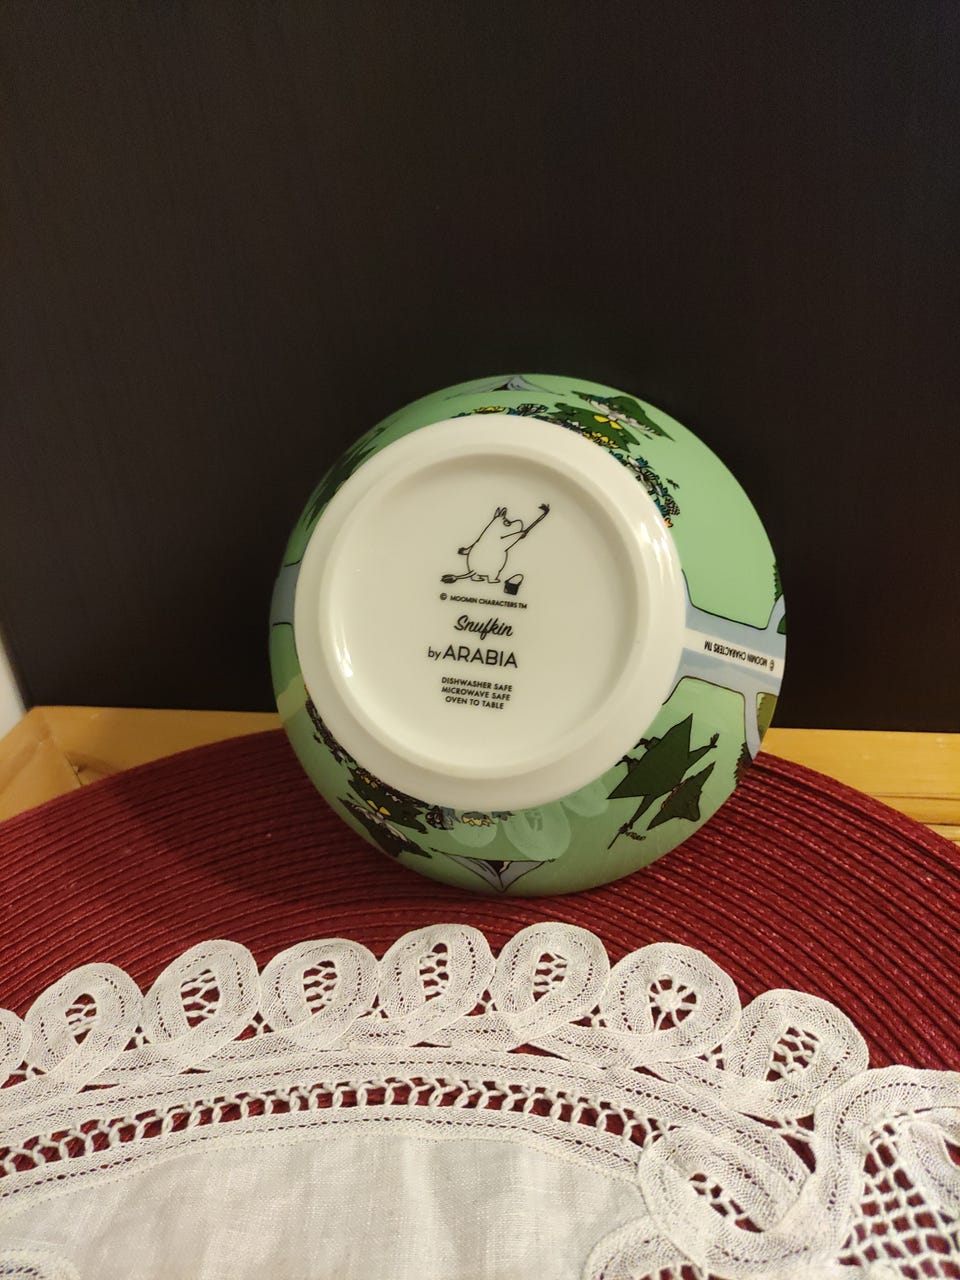 © MOOMIN CHARACTERS TM
Snufkin
by ARABIA
DISHWASHER SAFE
MICROWAVE SAFE
OVEN TO TABLE
© MOOMIN CHARACTERS TM